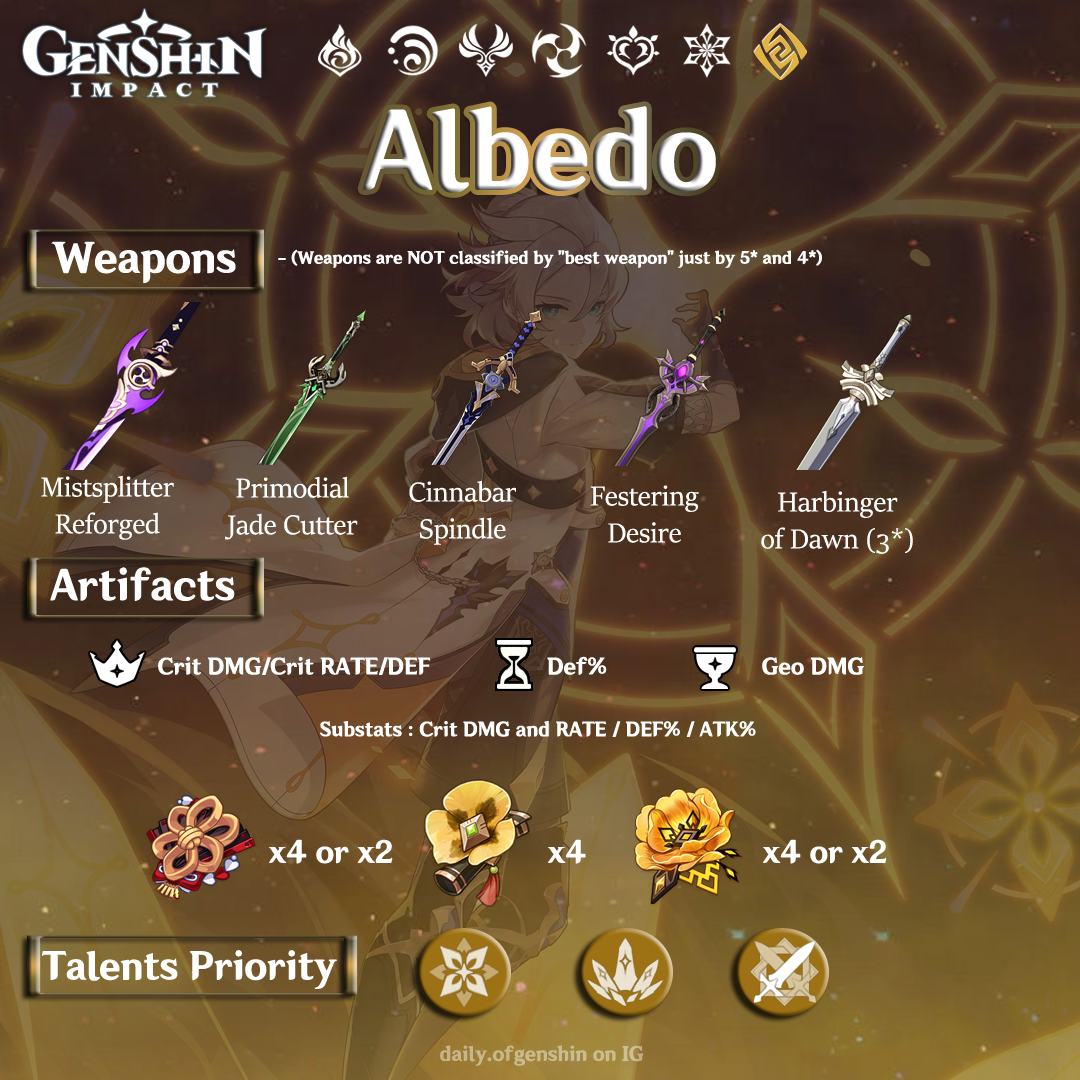 GENSHIN
IMPACT
Albedo
Weapons
- (Weapons are NOT classified by "best weapon" just by 5* and 4*)
Mistsplitter
Reforged
Primodial
Jade Cutter
Cinnabar
Spindle
Festering
Desire
Harbinger
of Dawn (3*)
Artifacts
Crit DMG/Crit RATE/DEF
Def%
Geo DMG
Substats : Crit DMG and RATE / DEF% / ATK%
x4 or x2
x4
x4 or x2
Talents Priority
daily.ofgenshin on IG